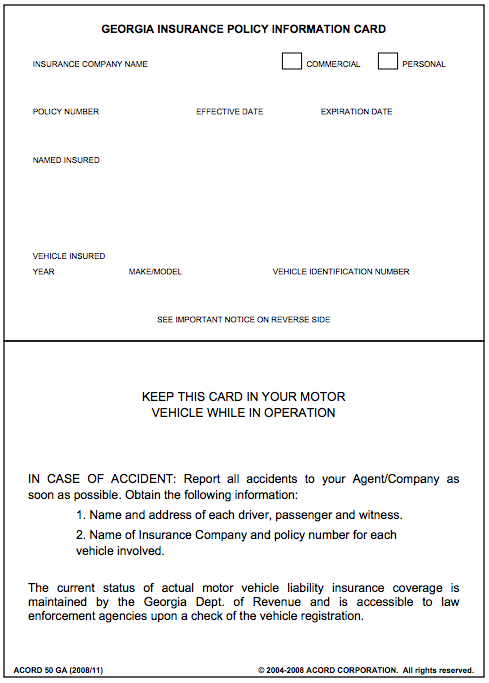 GEORGIA INSURANCE POLICY INFORMATION CARD
INSURANCE COMPANY NAME COMMERCIAL PERSONAL
POLICY NUMBER EFFECTIVE DATE EXPIRATION DATE
NAMED INSURED
VEHICLE INSURED
YEAR MAKE/MODEL VEHICLE IDENTIFICATION NUMBER
SEE IMPORTANT NOTICE ON REVERSE SIDE
KEEP THIS CARD IN YOUR MOTOR
VEHICLE WHILE IN OPERATION
IN CASE OF ACCIDENT: Report all accidents to your Agent/Company as
soon as possible. Obtain the following information:
1. Name and address of each driver, passenger and witness.
2. Name of Insurance Company and policy number for each
vehicle involved.
The current status of actual motor vehicle liability insurance coverage is
maintained by the Georgia Dept. of Revenue and is accessible to law
enforcement agencies upon a check of the vehicle registration.
ACORD 50 GA (2008/11) © 2004-2008 ACORD CORPORATION. All rights reserved.